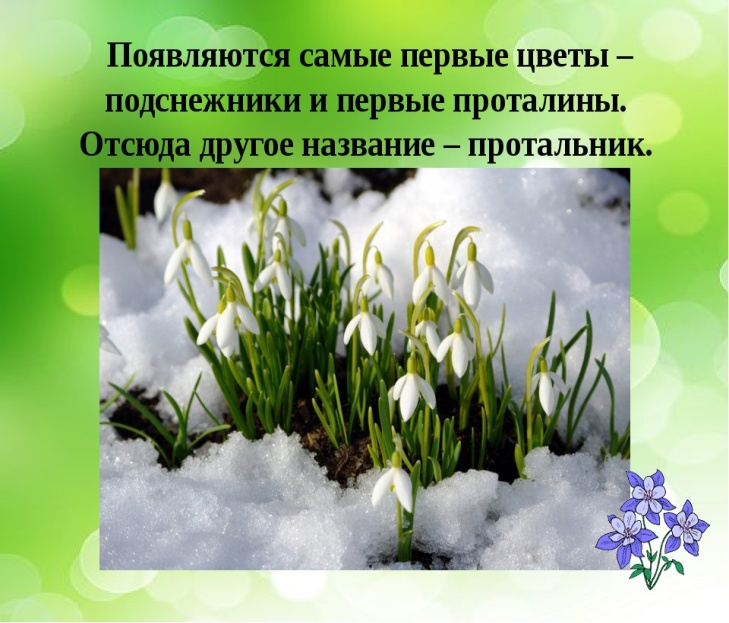 Появляются самые первые цветы –
подснежники и первые проталины.
Отсюда другое название – протальник.